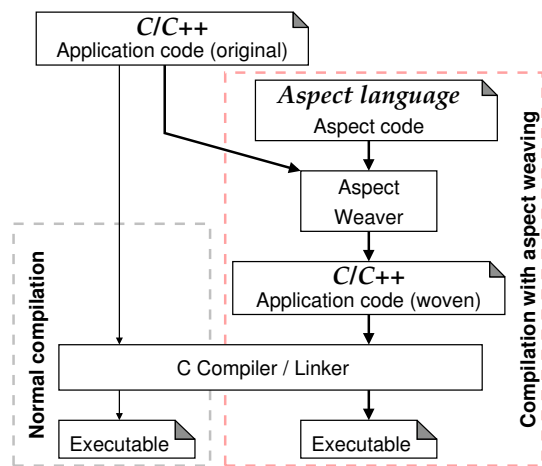 C/C++
Application code (original)
Aspect language
Aspect code
Aspect
Weaver
C/C++
Application code (woven)
C Compiler / Linker
Executable
Executable
Normal compilation
Compilation with aspect weaving